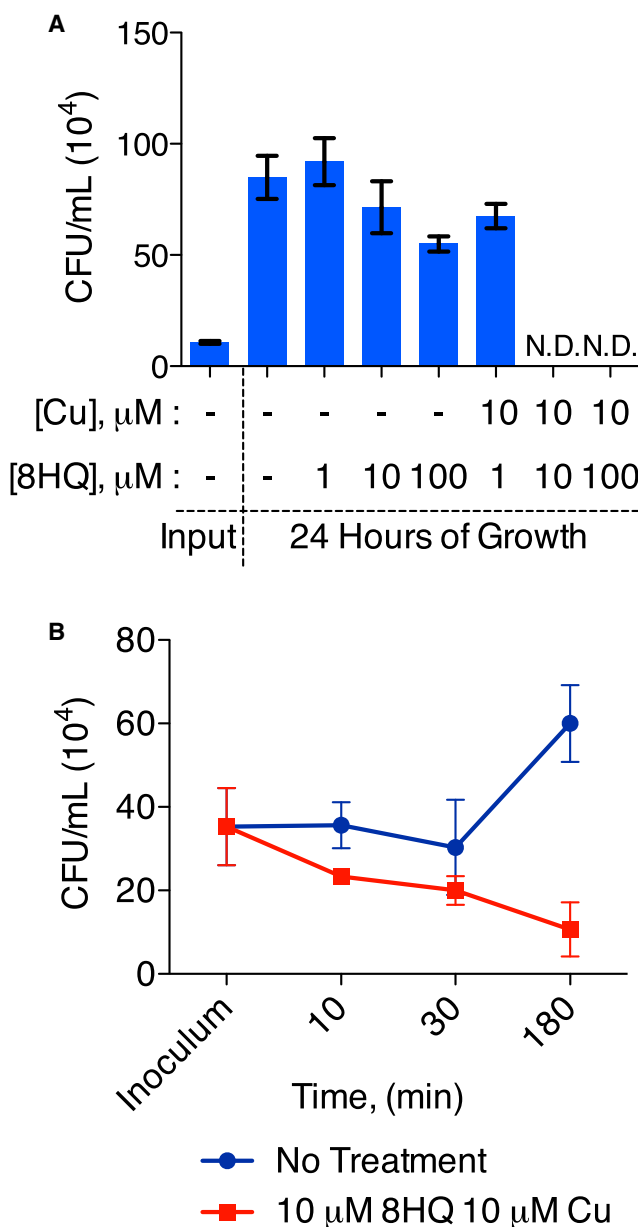 A
150
100
50
0
CFU/mL (10⁴)
N.D. N.D.
[Cu], μM : - - - - - 10 10 10
[8HQ], μM : - - 1 10 100 1 10 100
Input 24 Hours of Growth
B
80
60
40
20
0
CFU/mL (10⁴)
Inoculum 10 30 180
Time, (min)
No Treatment
10 μM 8HQ 10 μM Cu